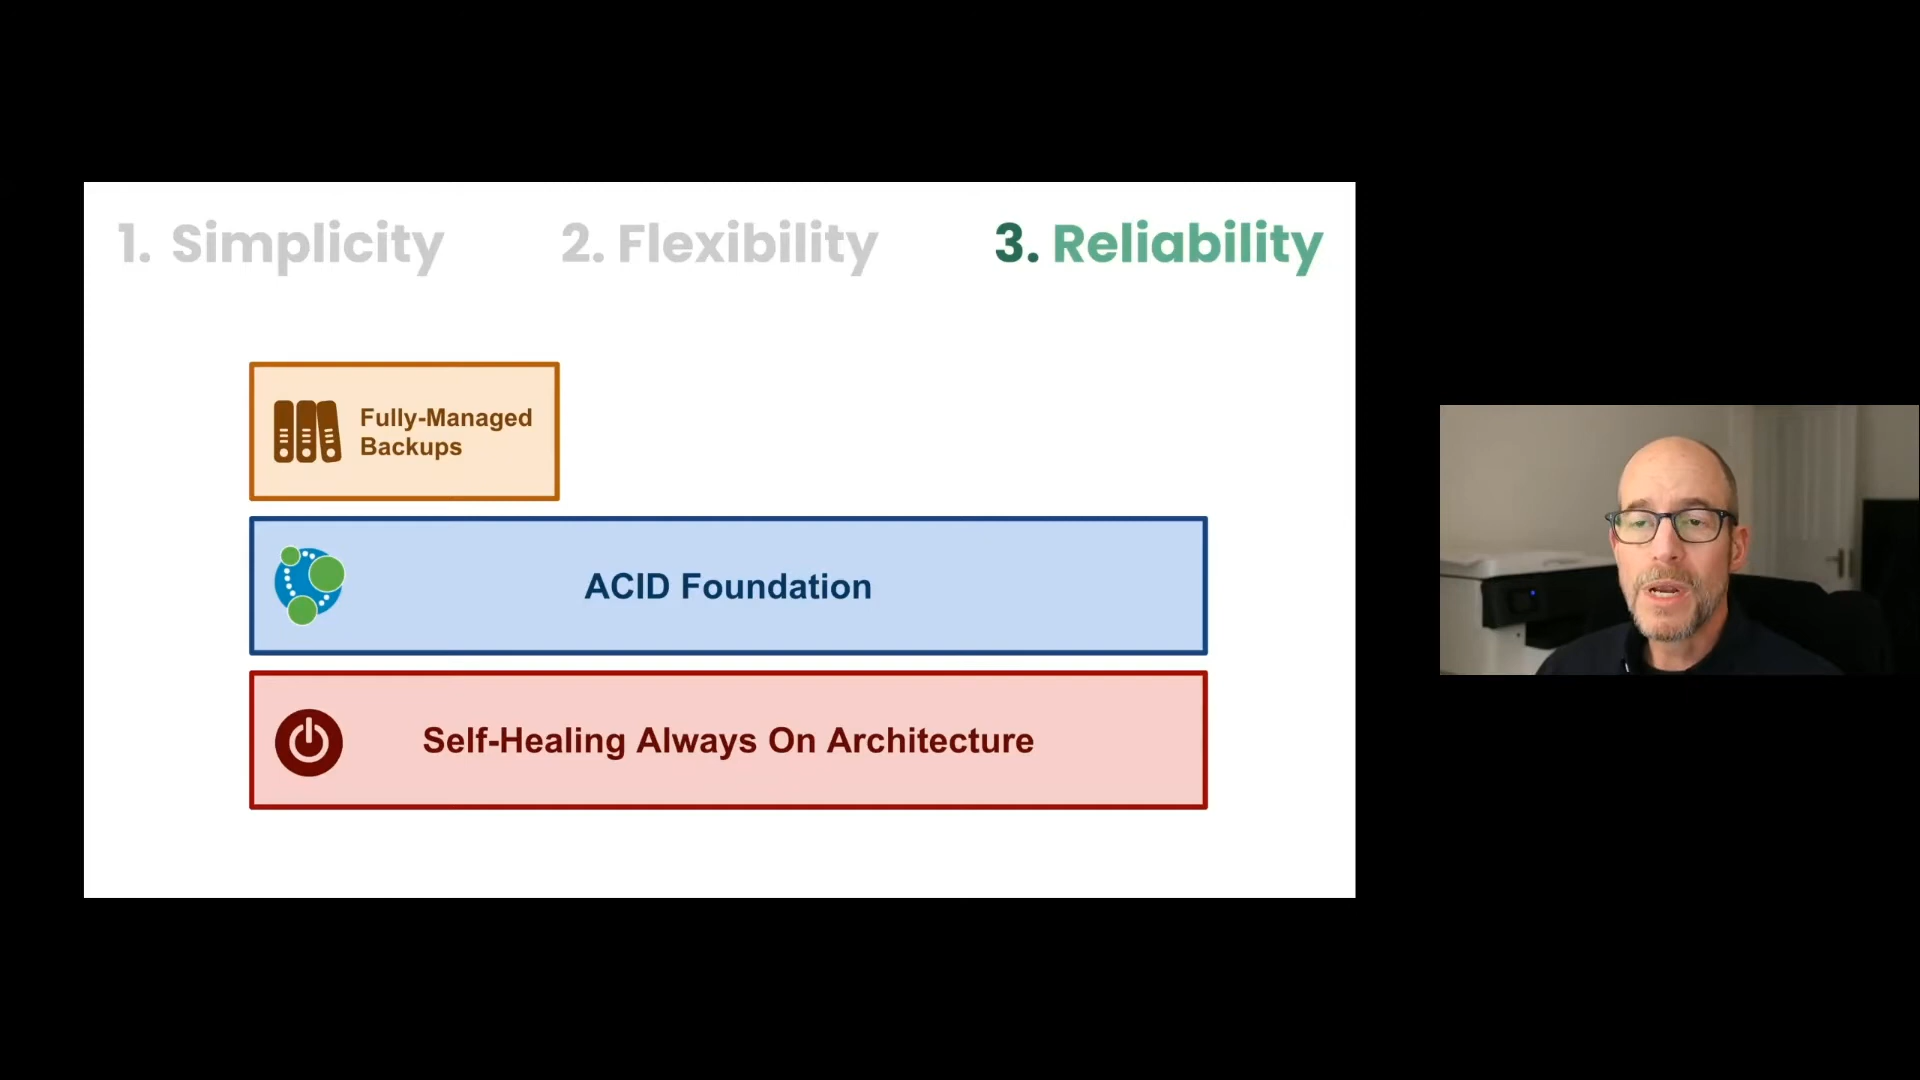 1. Simplicity
2. Flexibility
3. Reliability
Fully-Managed
Backups
ACID Foundation
Self-Healing Always On Architecture